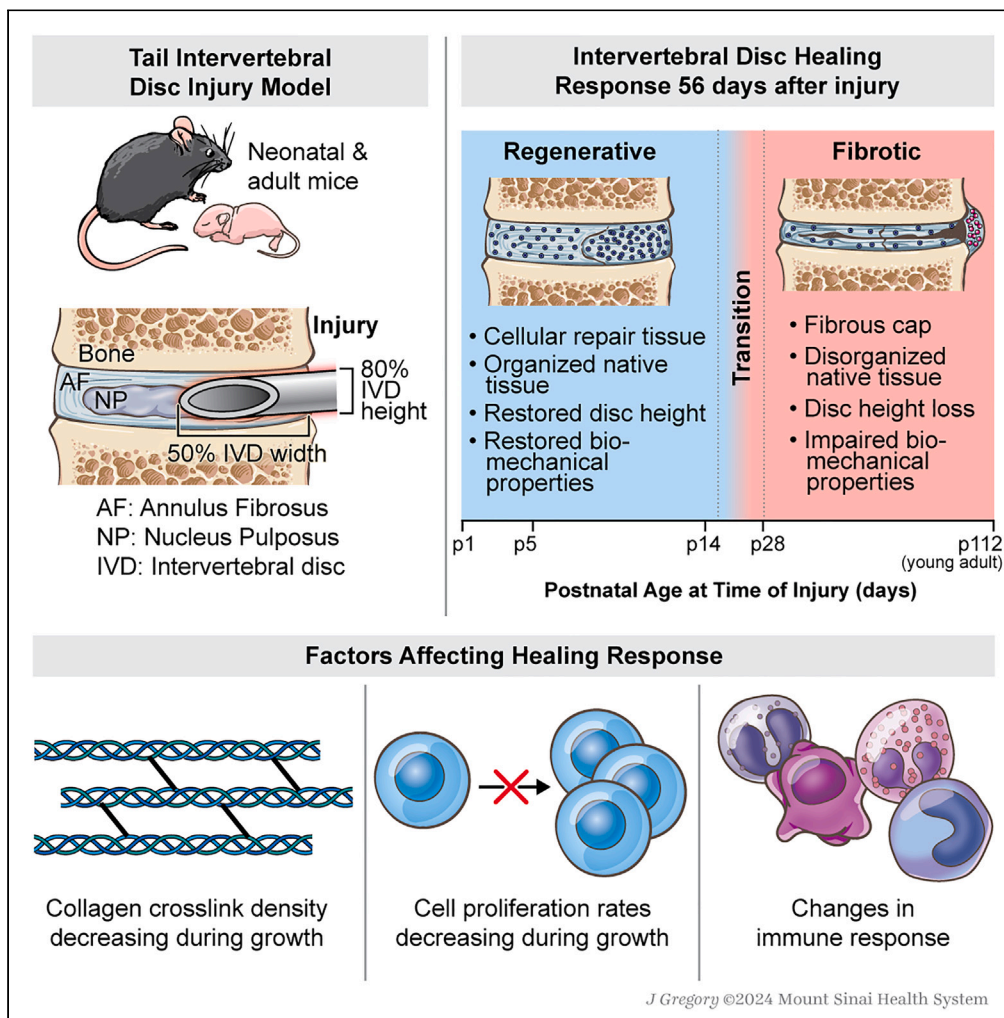 Tail Intervertebral
Disc Injury Model
Neonatal &
adult mice
Injury
Bone
AF
NP
80%
IVD
height
50% IVD width
AF: Annulus Fibrosus
NP: Nucleus Pulposus
IVD: Intervertebral disc
Intervertebral Disc Healing
Response 56 days after injury
Regenerative
• Cellular repair tissue
• Organized native
tissue
• Restored disc height
• Restored bio-
mechanical
properties
Transition
Fibrotic
• Fibrous cap
• Disorganized
native tissue
• Disc height loss
• Impaired bio-
mechanical
properties
p1 p5 p14 p28 p112
(young adult)
Postnatal Age at Time of Injury (days)
Factors Affecting Healing Response
Collagen crosslink density
decreasing during growth
Cell proliferation rates
decreasing during growth
Changes in
immune response
J Gregory ©2024 Mount Sinai Health System